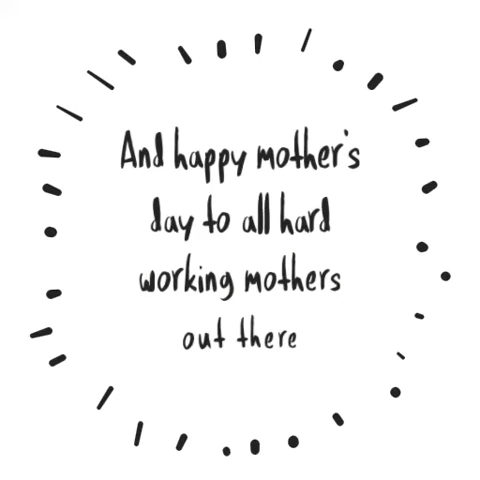 And happy mother's
day to all hard
working mothers
out there